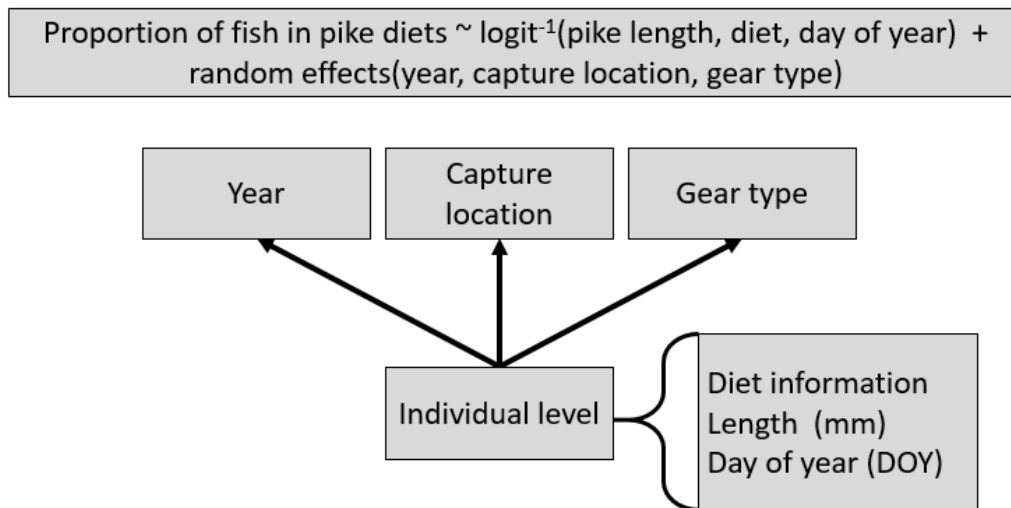 Proportion of fish in pike diets ~ logit⁻¹(pike length, diet, day of year) +
random effects(year, capture location, gear type)
Year
Capture
location
Gear type
Individual level
Diet information
Length (mm)
Day of year (DOY)